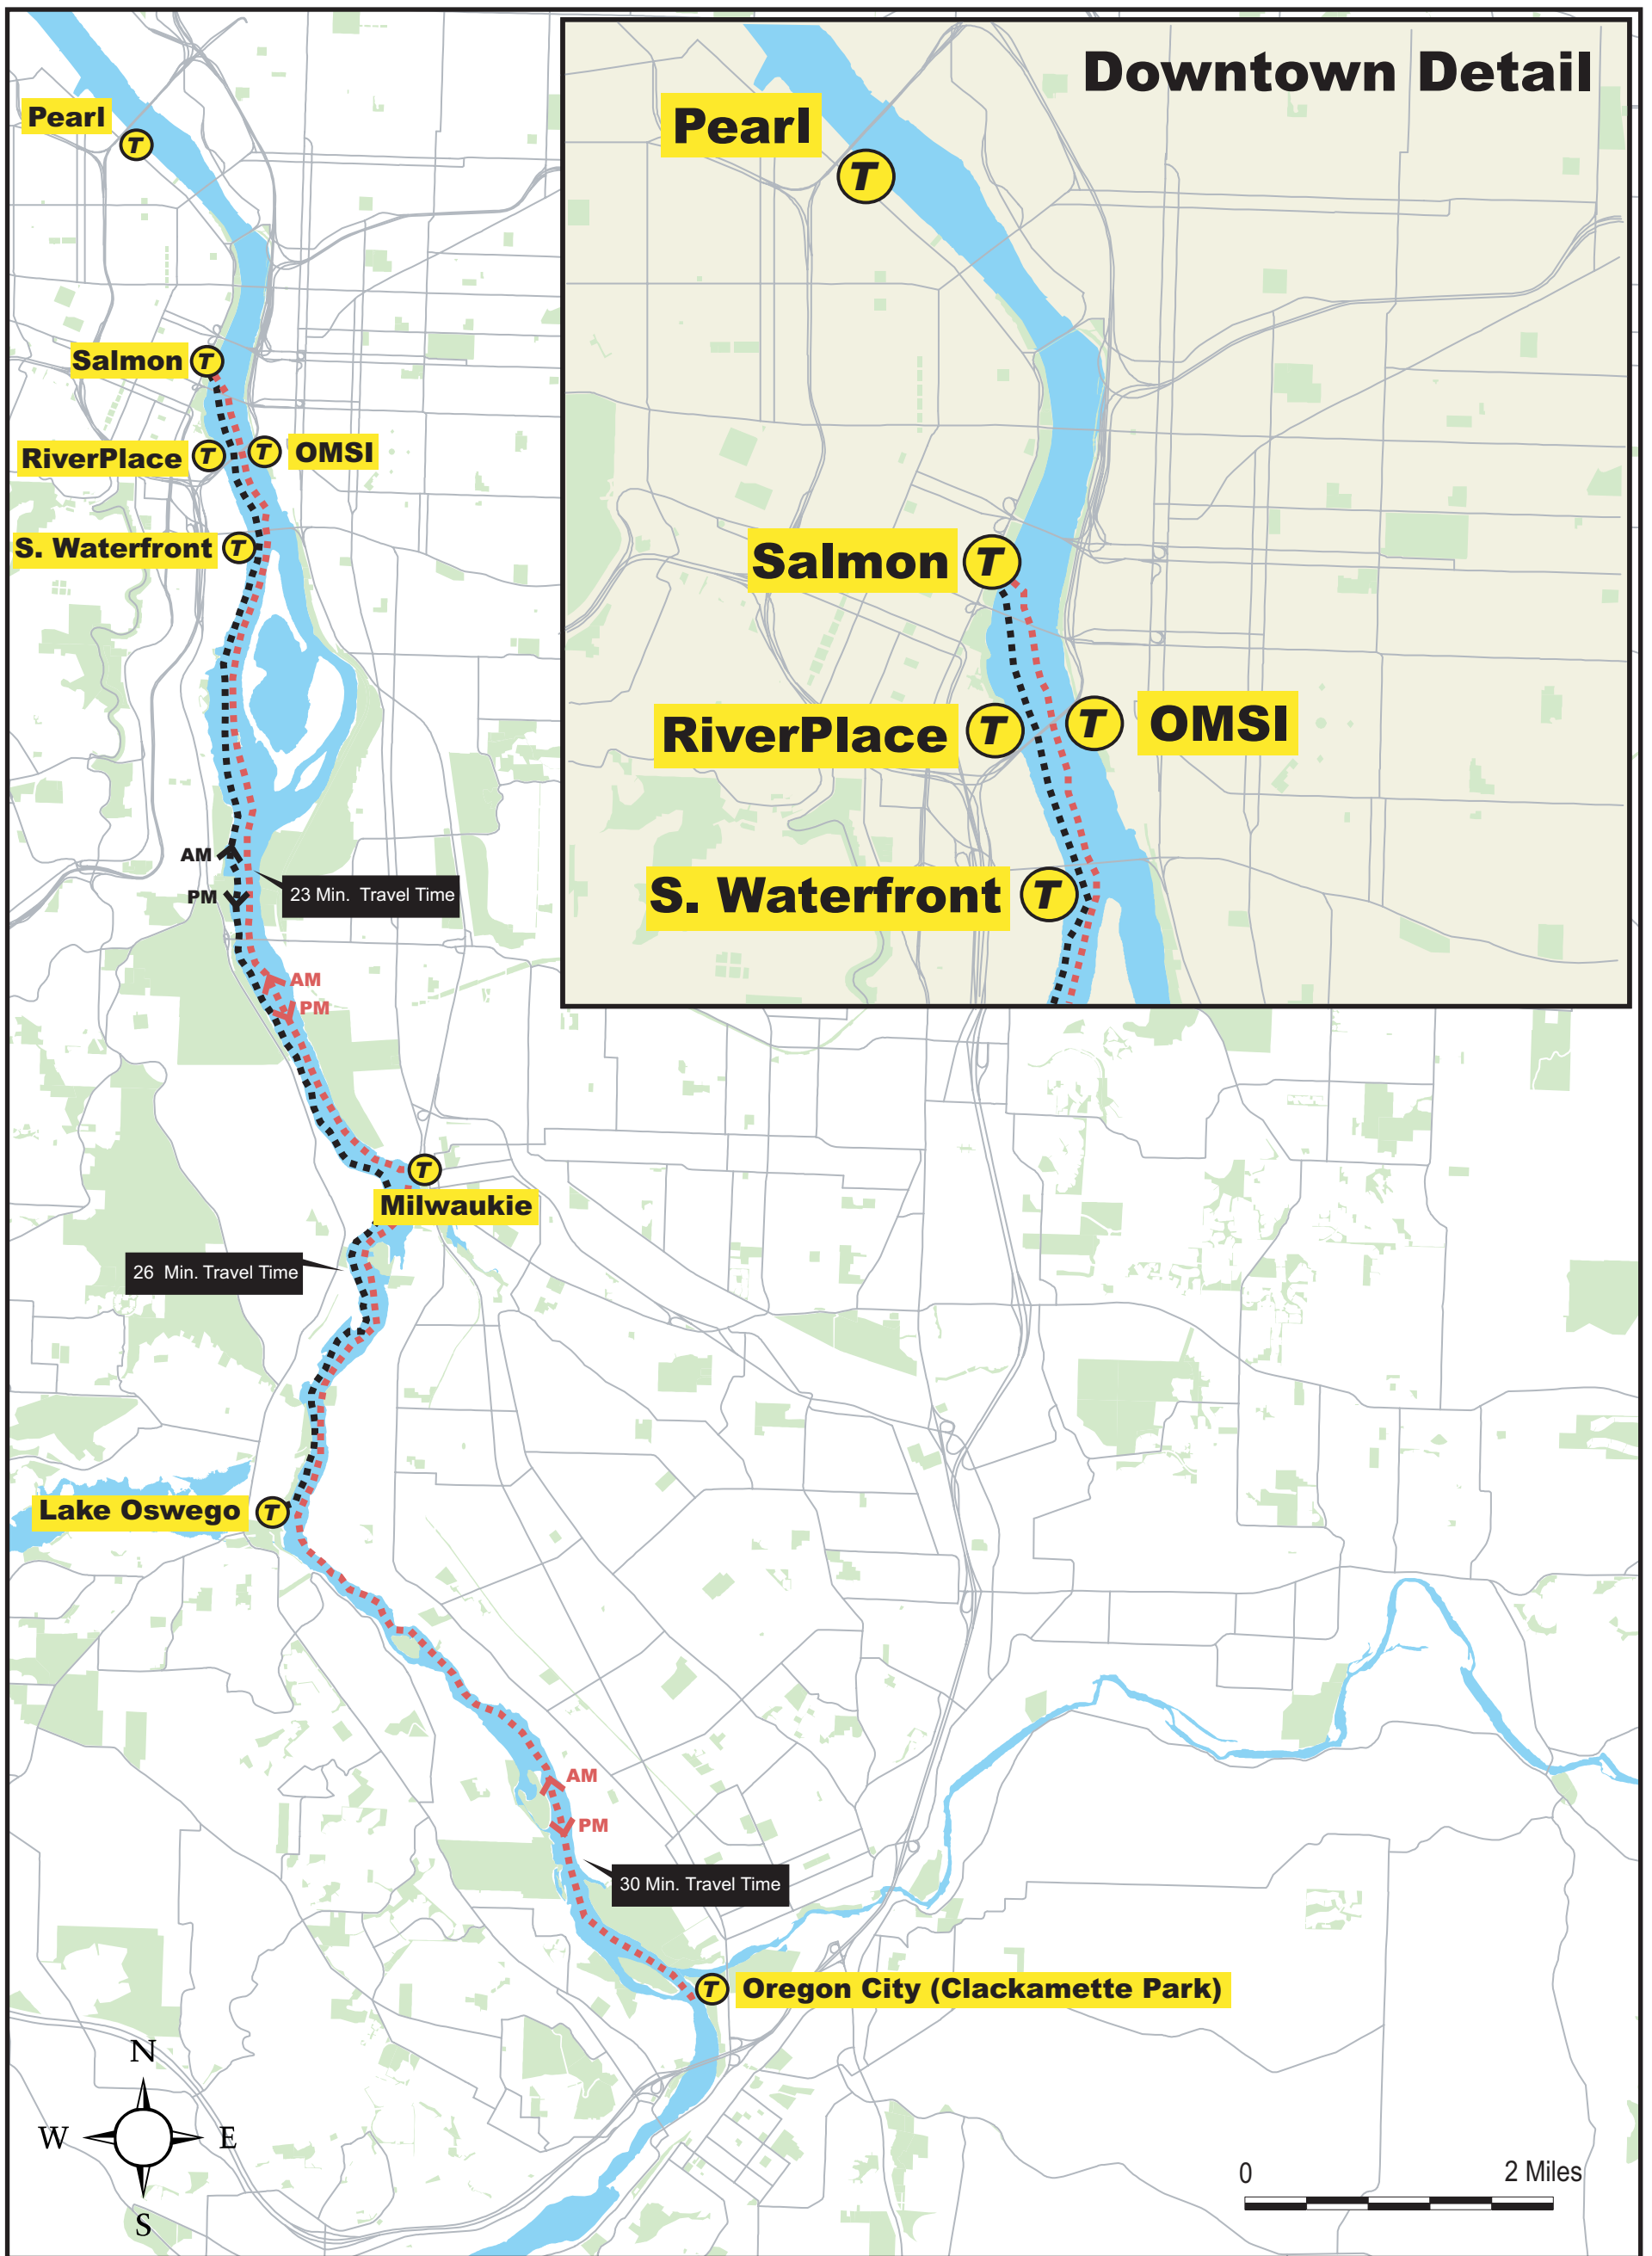 Downtown Detail
Pearl
T
Salmon
T
RiverPlace
T
T
OMSI
S. Waterfront
T
Pearl
T
Salmon
T
RiverPlace
T
T
OMSI
S. Waterfront
T
AM
PM
23 Min. Travel Time
AM
PM
T
Milwaukie
26 Min. Travel Time
Lake Oswego
T
AM
PM
30 Min. Travel Time
T
Oregon City (Clackamette Park)
N
W
E
S
0
2 Miles